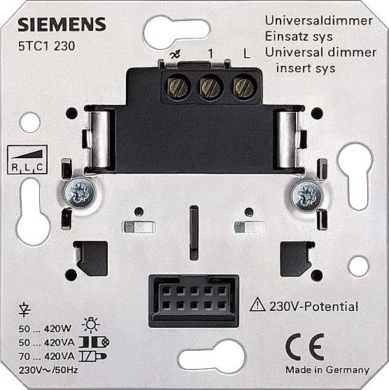 SIEMENS
5TC1 230
Universaldimmer
Einsatz sys
Universal dimmer
insert sys
1 L
R, L, C
230V-Potential
50 ... 420W
50 ... 420VA
70 ... 420VA
230V~/50Hz
CE Made in Germany